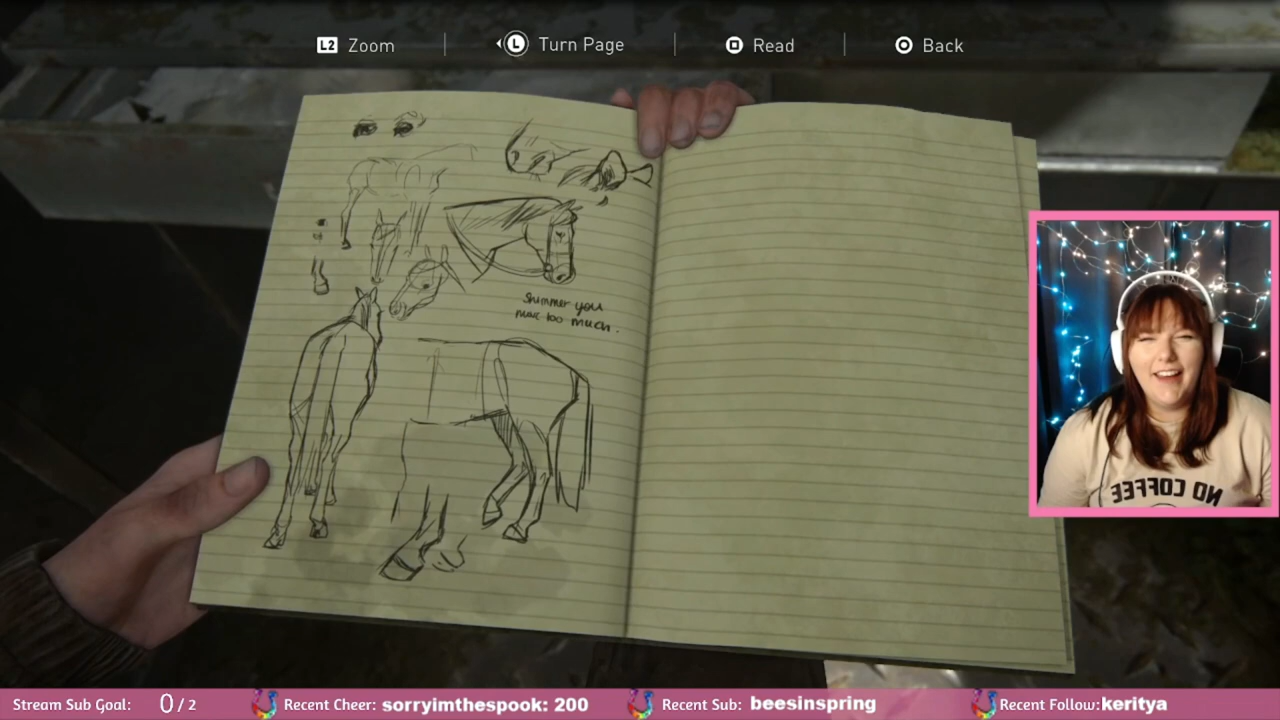 L2 Zoom
L Turn Page
Read
Back
Shimmer you
move too much.
NO COFFEE
Stream Sub Goal: 0 / 2
Recent Cheer: sorryimthespook: 200
Recent Sub: beesinspring
Recent Follow: keritya